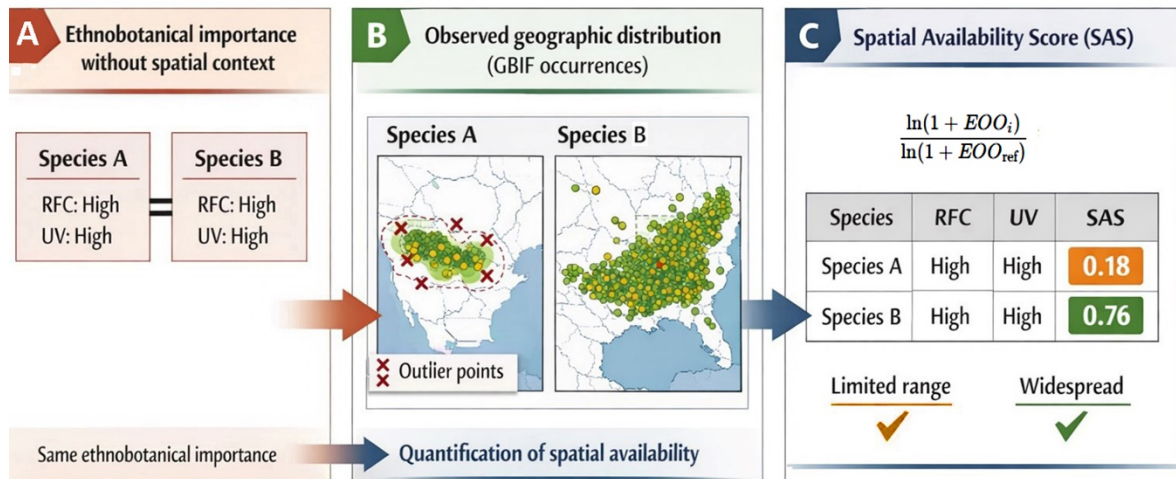 A
Ethnobotanical importance
without spatial context
Species A
RFC: High
UV: High
=
Species B
RFC: High
UV: High
Same ethnobotanical importance
B
Observed geographic distribution
(GBIF occurrences)
Species A
Species B
Outlier points
Quantification of spatial availability
C
Spatial Availability Score (SAS)
ln(1 + EOO_i)
ln(1 + EOO_ref)
Species RFC UV SAS
Species A High High 0.18
Species B High High 0.76
Limited range
Widespread